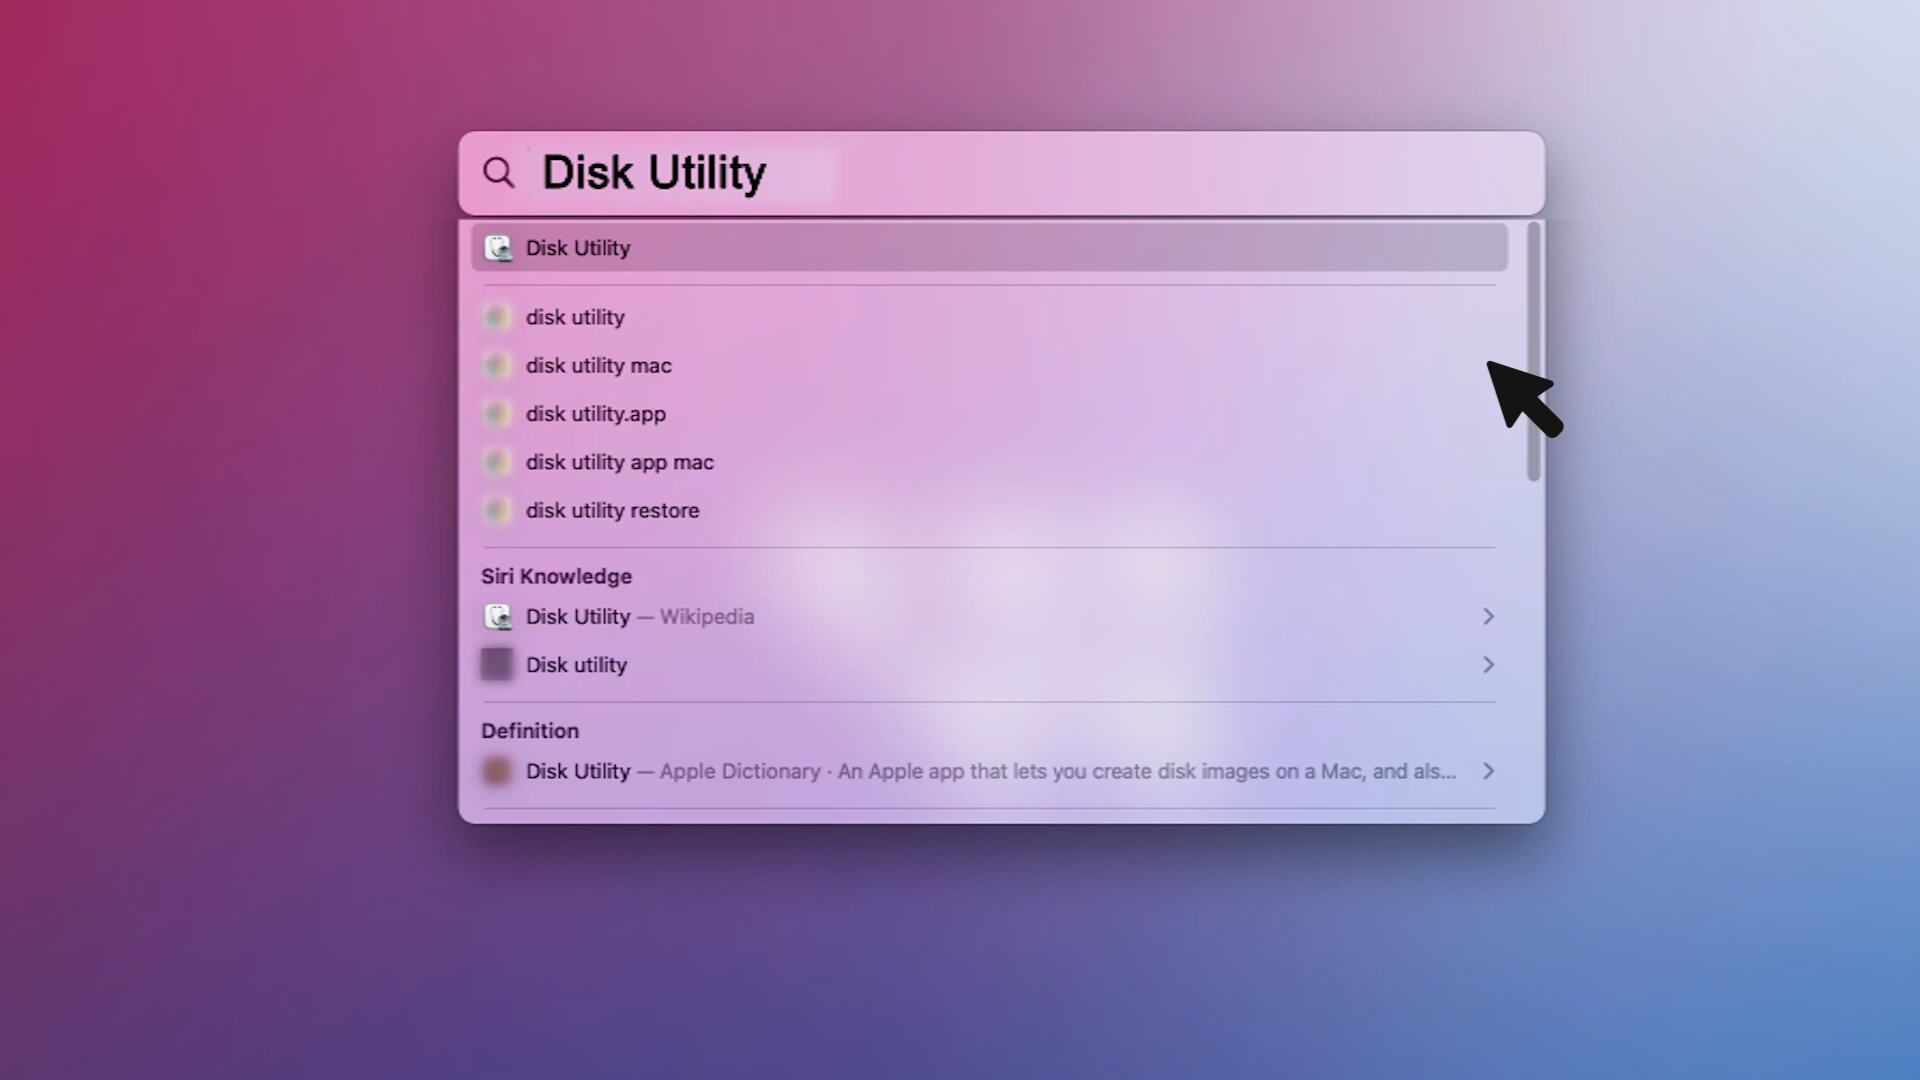 Disk Utility
Disk Utility
disk utility
disk utility mac
disk utility.app
disk utility app mac
disk utility restore
Siri Knowledge
Disk Utility — Wikipedia
Disk utility
Definition
Disk Utility — Apple Dictionary · An Apple app that lets you create disk images on a Mac, and als...